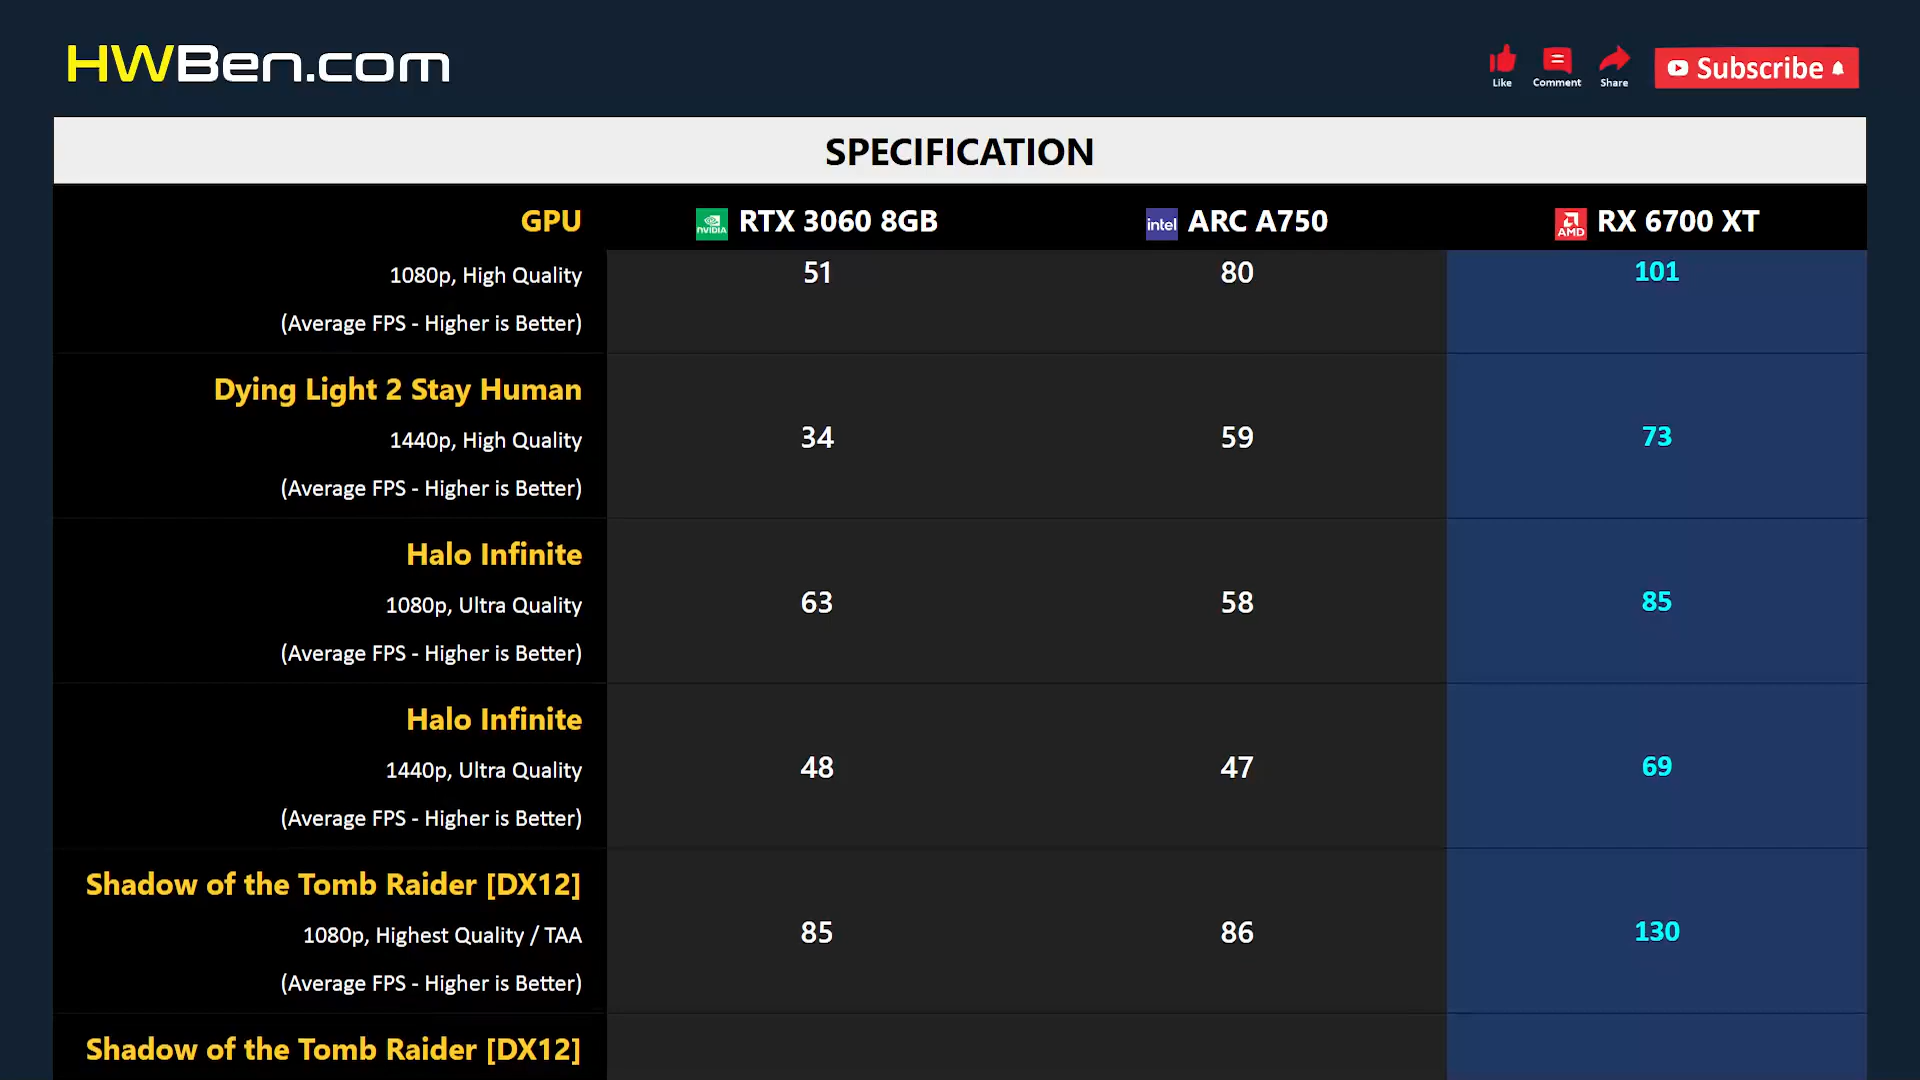 HWBen.com
Like Comment Share Subscribe
SPECIFICATION
GPU NVIDIA RTX 3060 8GB intel ARC A750 AMD RX 6700 XT
1080p, High Quality 51 80 101
(Average FPS - Higher is Better)
Dying Light 2 Stay Human
1440p, High Quality 34 59 73
(Average FPS - Higher is Better)
Halo Infinite
1080p, Ultra Quality 63 58 85
(Average FPS - Higher is Better)
Halo Infinite
1440p, Ultra Quality 48 47 69
(Average FPS - Higher is Better)
Shadow of the Tomb Raider [DX12]
1080p, Highest Quality / TAA 85 86 130
(Average FPS - Higher is Better)
Shadow of the Tomb Raider [DX12]